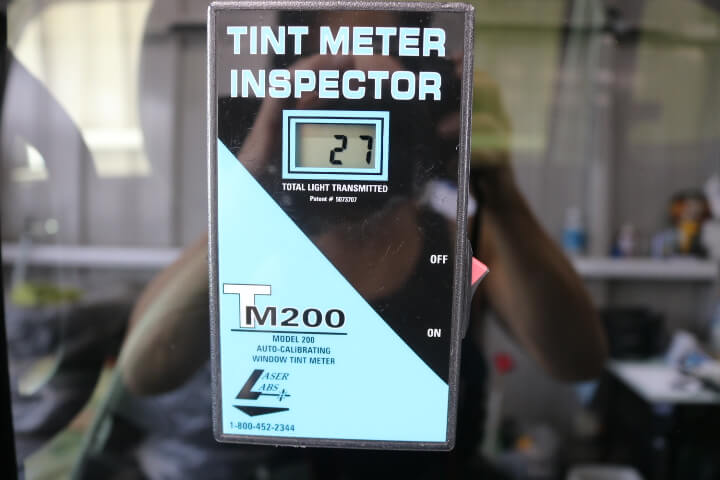 TINT METER
INSPECTOR
27
TOTAL LIGHT TRANSMITTED
Patent # 5073707
OFF
TM200
ON
MODEL 200
AUTO-CALIBRATING
WINDOW TINT METER
LASER
LABS
1-800-452-2344